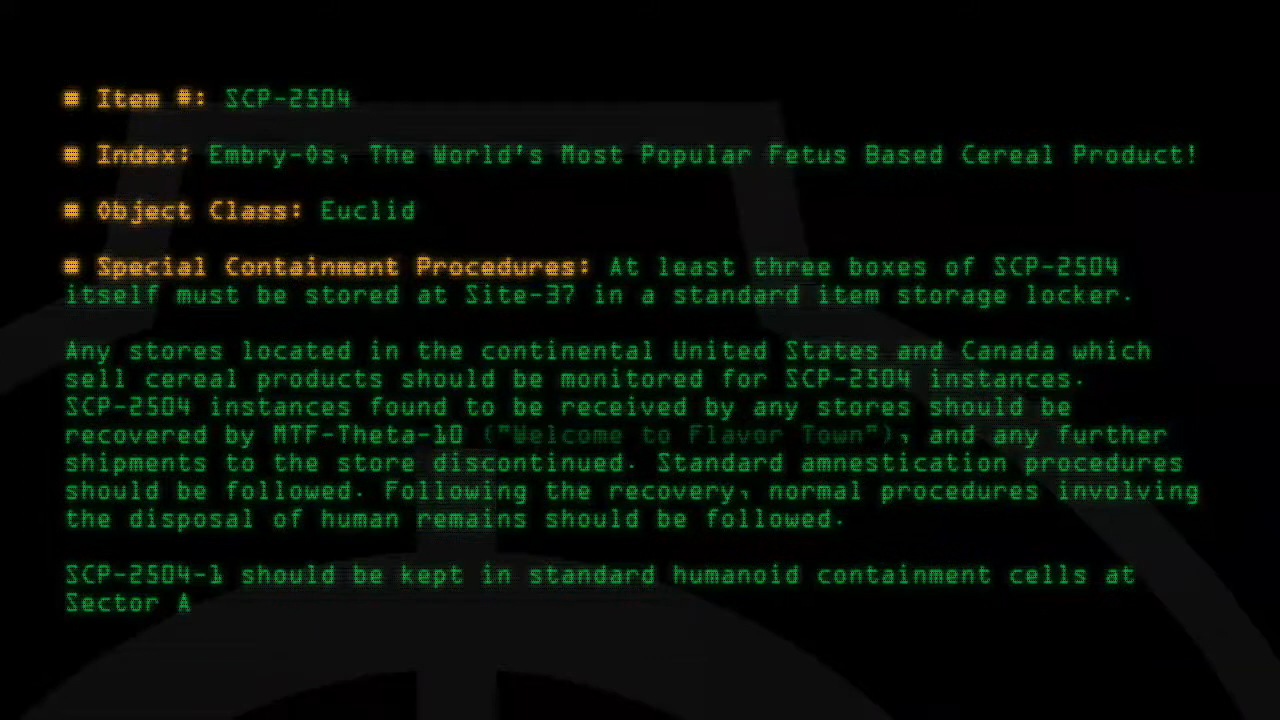 ■ Item #: SCP-2504
■ Index: Embry-Os, The World's Most Popular Fetus Based Cereal Product!
■ Object Class: Euclid
■ Special Containment Procedures: At least three boxes of SCP-2504
itself must be stored at Site-37 in a standard item storage locker.
Any stores located in the continental United States and Canada which
sell cereal products should be monitored for SCP-2504 instances.
SCP-2504 instances found to be received by any stores should be
recovered by MTF-Theta-10 ("Welcome to Flavor Town"), and any further
shipments to the store discontinued. Standard amnestication procedures
should be followed. Following the recovery, normal procedures involving
the disposal of human remains should be followed.
SCP-2504-1 should be kept in standard humanoid containment cells at
Sector A